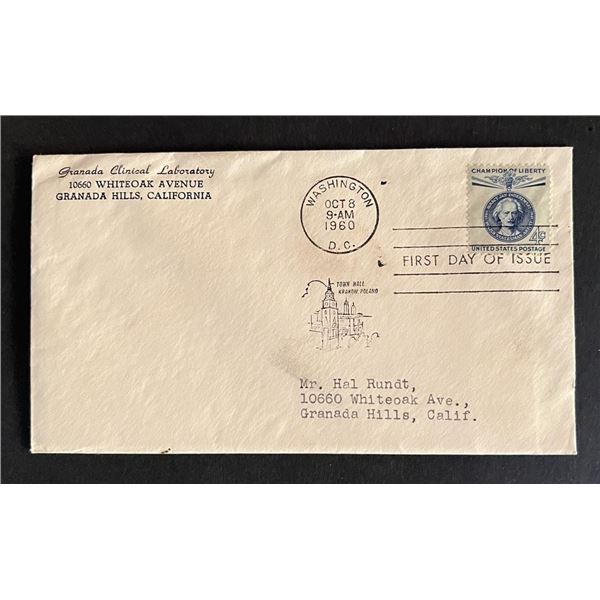 Granada Clinical Laboratory
10660 WHITEOAK AVENUE
GRANADA HILLS, CALIFORNIA
WASHINGTON
OCT 8
9-AM
1960
D. C.
CHAMPION OF LIBERTY
4¢
UNITED STATES POSTAGE
FIRST DAY OF ISSUE
TOWN HALL
KRAKOW, POLAND
Mr. Hal Rundt,
10660 Whiteoak Ave.,
Granada Hills, Calif.